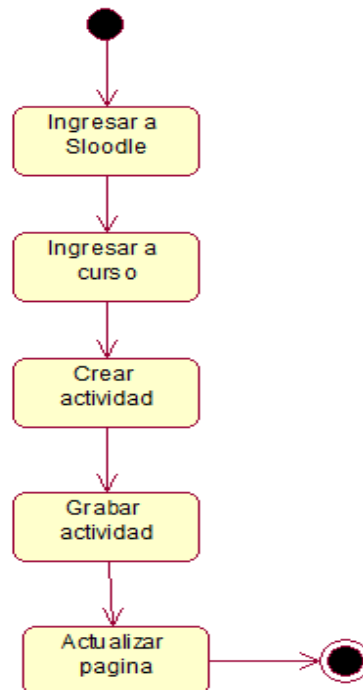 Ingresar a
Sloodle
Ingresar a
curso
Crear
actividad
Grabar
actividad
Actualizar
pagina